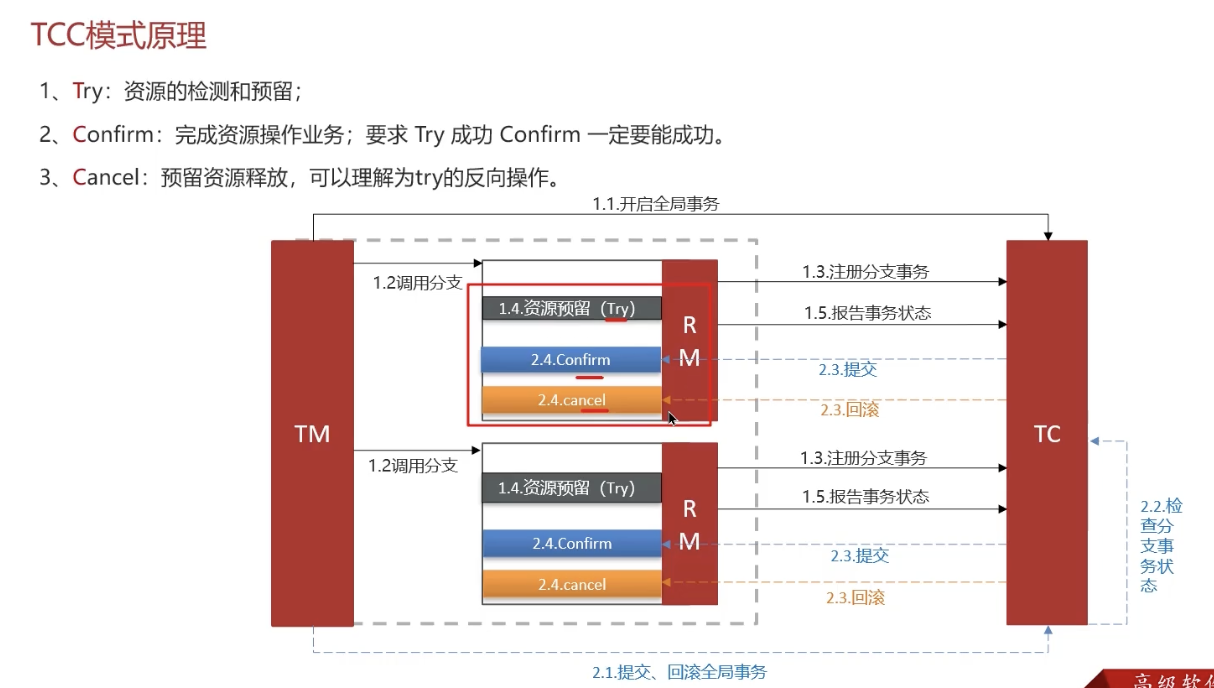 TCC模式原理
1、Try：资源的检测和预留；
2、Confirm：完成资源操作业务；要求 Try 成功 Confirm 一定要能成功。
3、Cancel：预留资源释放，可以理解为try的反向操作。
1.1.开启全局事务
1.2调用分支
1.3.注册分支事务
1.4.资源预留（Try）
1.5.报告事务状态
R
M
2.4.Confirm
2.3.提交
2.4.cancel
2.3.回滚
TM
TC
1.2调用分支
1.3.注册分支事务
1.4.资源预留（Try）
1.5.报告事务状态
R
M
2.4.Confirm
2.3.提交
2.4.cancel
2.3.回滚
2.2.检
查分
支事
务状
态
2.1.提交、回滚全局事务
高级软